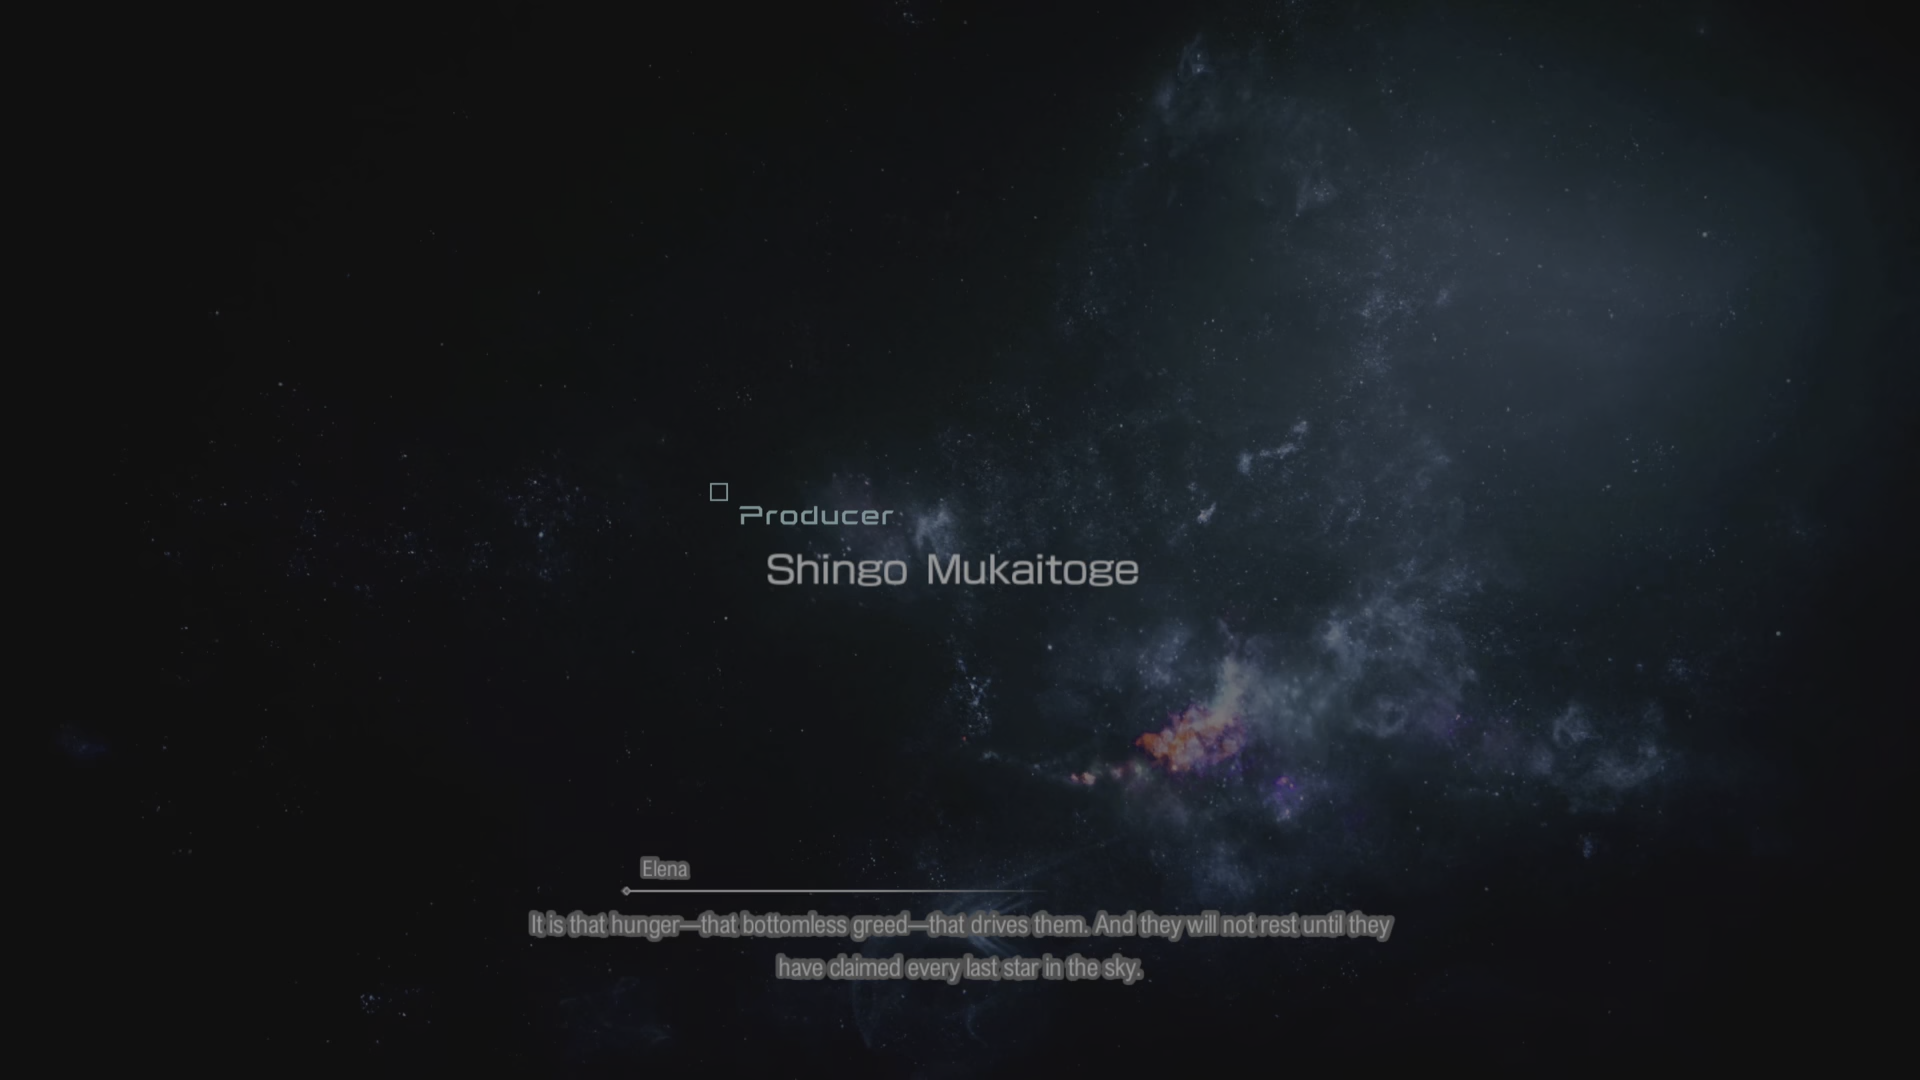 Producer
Shingo Mukaitoge
Elena
It is that hunger—that bottomless greed—that drives them. And they will not rest until they
have claimed every last star in the sky.